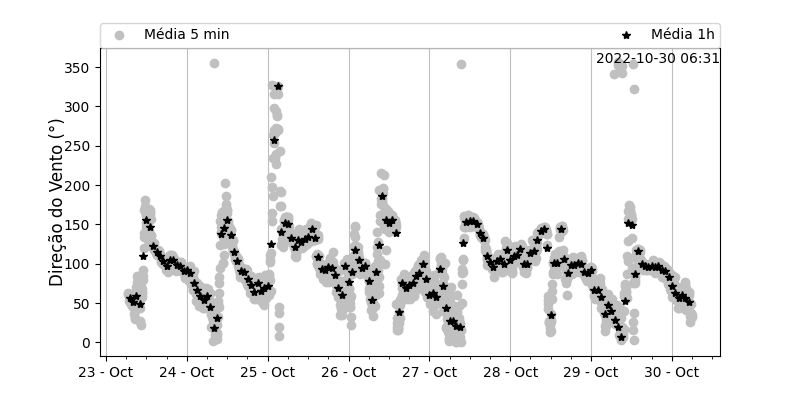 Média 5 min
Média 1h
2022-10-30 06:31
Direção do Vento (°)
350
300
250
200
150
100
50
0
23 - Oct
24 - Oct
25 - Oct
26 - Oct
27 - Oct
28 - Oct
29 - Oct
30 - Oct